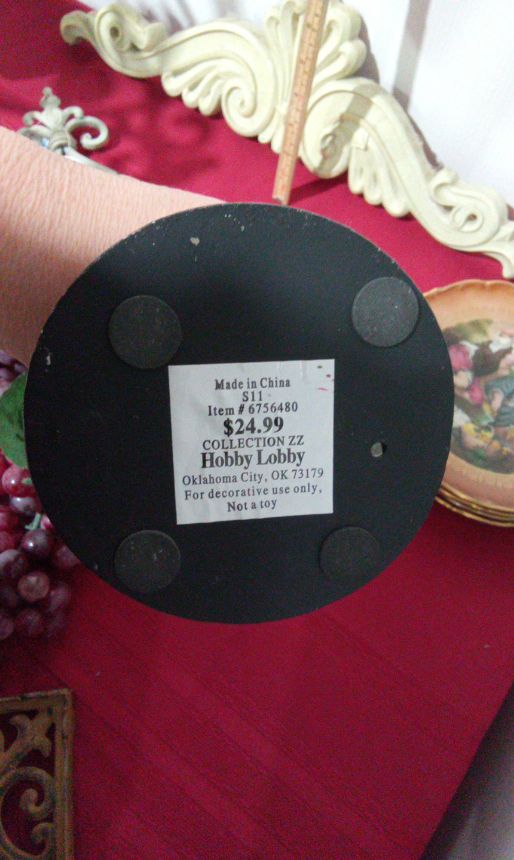 Made in China
S11
Item # 6756480
$24.99
COLLECTION ZZ
Hobby Lobby
Oklahoma City, OK 73179
For decorative use only,
Not a toy